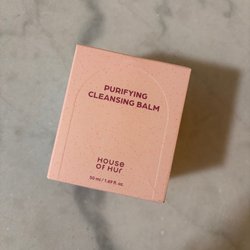 PURIFYING
CLEANSING BALM
HOUSE
OF HUR
50 ml / 1.69 fl. oz.